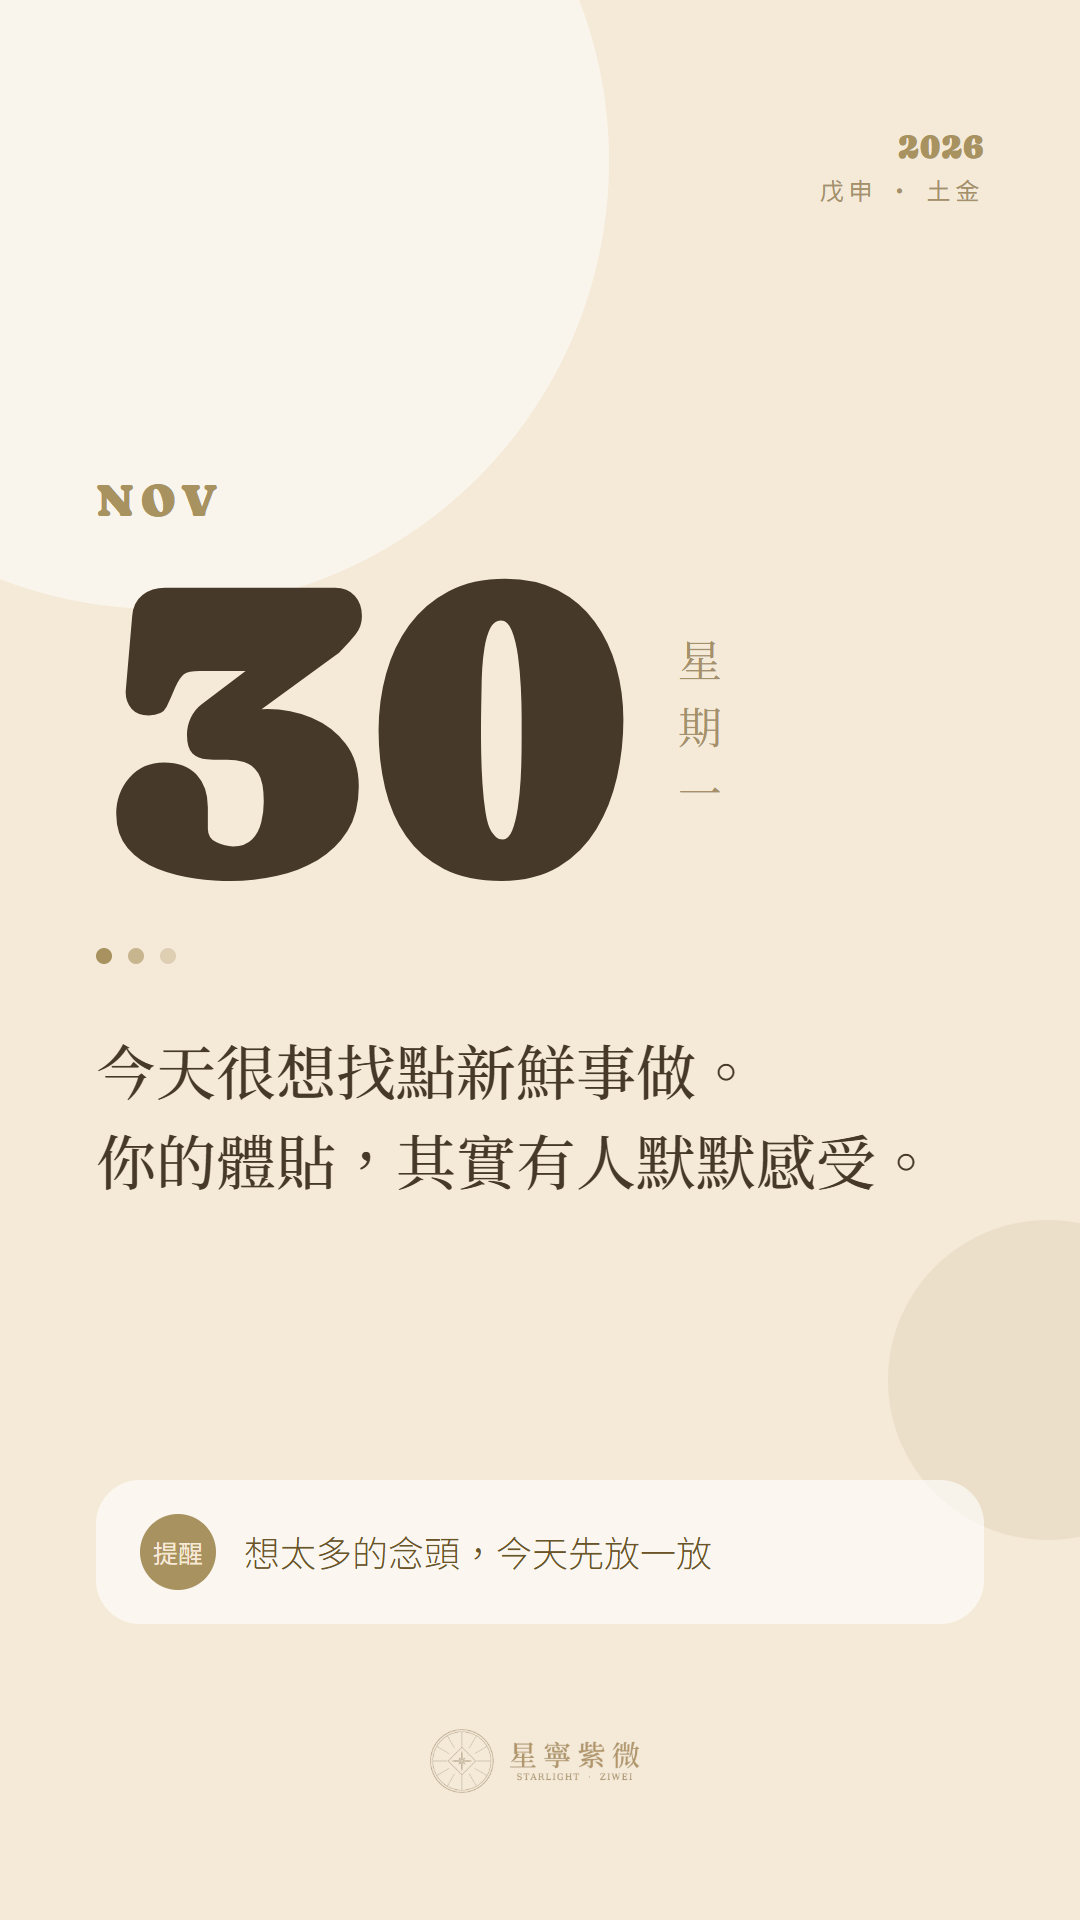 2026
戊申 · 土金
NOV
30
星期一
今天很想找點新鮮事做。
你的體貼，其實有人默默感受。
提醒
想太多的念頭，今天先放一放
星寧紫微
STARLIGHT · ZIWEI